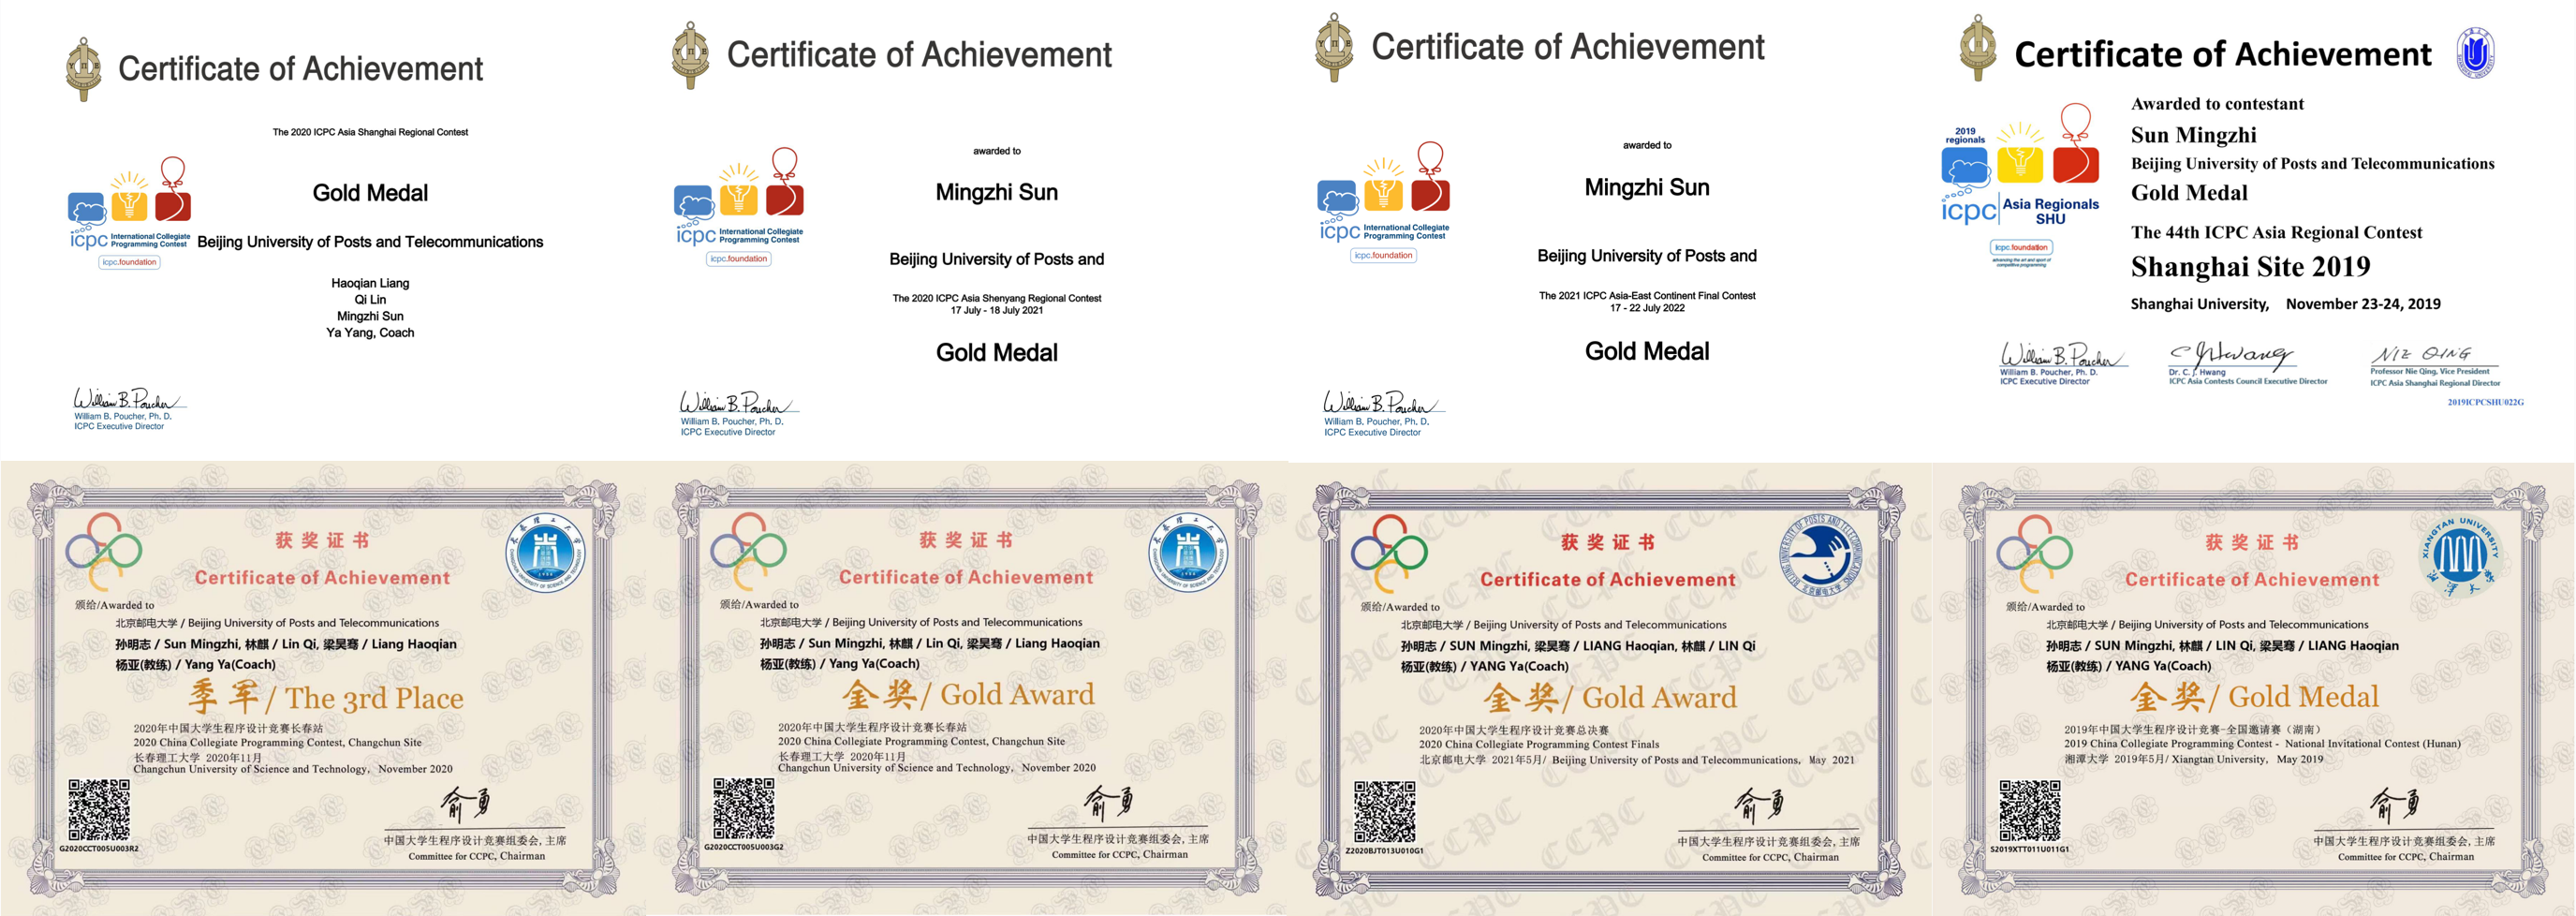 Certificate of Achievement
The 2020 ICPC Asia Shanghai Regional Contest
Gold Medal
icpc International Collegiate Programming Contest
icpc.foundation
Beijing University of Posts and Telecommunications
Haoqian Liang
Qi Lin
Mingzhi Sun
Ya Yang, Coach
William B. Poucher
William B. Poucher, Ph. D.
ICPC Executive Director
Certificate of Achievement
awarded to
Mingzhi Sun
icpc International Collegiate Programming Contest
icpc.foundation
Beijing University of Posts and
The 2020 ICPC Asia Shenyang Regional Contest
17 July - 18 July 2021
Gold Medal
William B. Poucher
William B. Poucher, Ph. D.
ICPC Executive Director
Certificate of Achievement
awarded to
Mingzhi Sun
icpc International Collegiate Programming Contest
icpc.foundation
Beijing University of Posts and
The 2021 ICPC Asia-East Continent Final Contest
17 - 22 July 2022
Gold Medal
William B. Poucher
William B. Poucher, Ph. D.
ICPC Executive Director
Certificate of Achievement
Awarded to contestant
2019 regionals
Sun Mingzhi
Beijing University of Posts and Telecommunications
Gold Medal
icpc Asia Regionals SHU
icpc.foundation
The 44th ICPC Asia Regional Contest
Shanghai Site 2019
Shanghai University, November 23-24, 2019
William B. Poucher
William B. Poucher, Ph. D.
ICPC Executive Director
C J Hwang
Dr. C. J. Hwang
ICPC Asia Contests Council Executive Director
NIE QING
Professor Nie Qing, Vice President
ICPC Asia Shanghai Regional Director
2019ICPCSHU022G
获奖证书
Certificate of Achievement
颁给/Awarded to
北京邮电大学 / Beijing University of Posts and Telecommunications
孙明志 / Sun Mingzhi, 林麒 / Lin Qi, 梁昊骞 / Liang Haoqian
杨亚(教练) / Yang Ya(Coach)
季军/ The 3rd Place
2020年中国大学生程序设计竞赛长春站
2020 China Collegiate Programming Contest, Changchun Site
长春理工大学 2020年11月
Changchun University of Science and Technology, November 2020
俞勇
中国大学生程序设计竞赛组委会, 主席
Committee for CCPC, Chairman
G2020CCT005U003R2
获奖证书
Certificate of Achievement
颁给/Awarded to
北京邮电大学 / Beijing University of Posts and Telecommunications
孙明志 / Sun Mingzhi, 林麒 / Lin Qi, 梁昊骞 / Liang Haoqian
杨亚(教练) / Yang Ya(Coach)
金奖/ Gold Award
2020年中国大学生程序设计竞赛长春站
2020 China Collegiate Programming Contest, Changchun Site
长春理工大学 2020年11月
Changchun University of Science and Technology, November 2020
俞勇
中国大学生程序设计竞赛组委会, 主席
Committee for CCPC, Chairman
G2020CCT005U003G2
获奖证书
Certificate of Achievement
颁给/Awarded to
北京邮电大学 / Beijing University of Posts and Telecommunications
孙明志 / SUN Mingzhi, 梁昊骞 / LIANG Haoqian, 林麒 / LIN Qi
杨亚(教练) / YANG Ya(Coach)
金奖/ Gold Award
2020年中国大学生程序设计竞赛总决赛
2020 China Collegiate Programming Contest Finals
北京邮电大学 2021年5月/ Beijing University of Posts and Telecommunications, May 2021
俞勇
中国大学生程序设计竞赛组委会, 主席
Committee for CCPC, Chairman
Z2020BJT013U010G1
获奖证书
Certificate of Achievement
XIANGTAN UNIVERSITY
颁给/Awarded to
北京邮电大学 / Beijing University of Posts and Telecommunications
孙明志 / SUN Mingzhi, 林麒 / LIN Qi, 梁昊骞 / LIANG Haoqian
杨亚(教练) / YANG Ya(Coach)
金奖/ Gold Medal
2019年中国大学生程序设计竞赛-全国邀请赛（湖南）
2019 China Collegiate Programming Contest - National Invitational Contest (Hunan)
湘潭大学 2019年5月/ Xiangtan University, May 2019
俞勇
中国大学生程序设计竞赛组委会, 主席
Committee for CCPC, Chairman
S2019XTT011U011G1